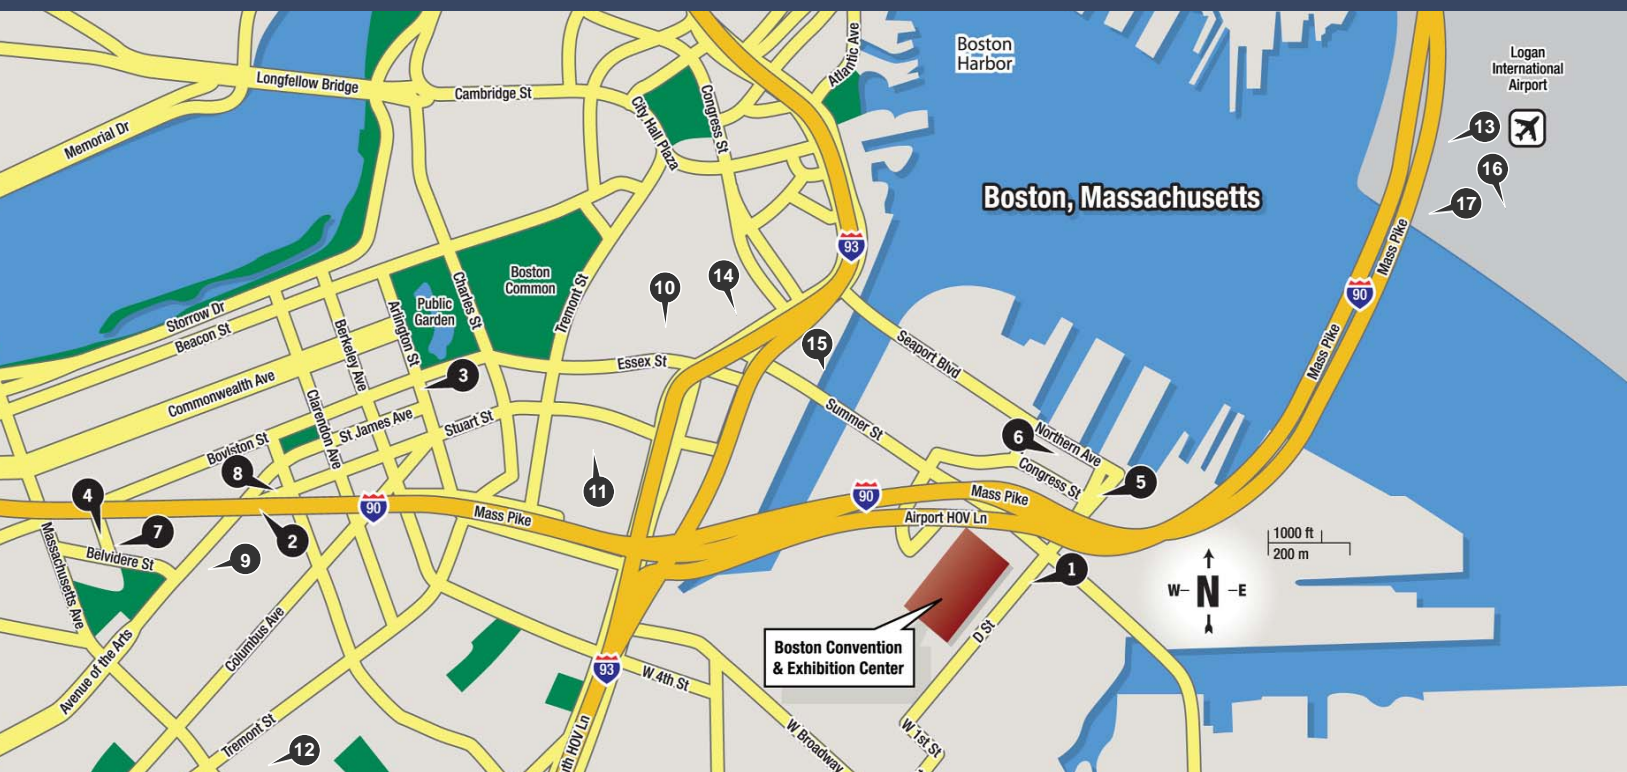 Boston
Harbor
Logan
International
Airport
Atlantic Ave
Longfellow Bridge
Cambridge St
Congress St
City Hall Plaza
Memorial Dr
13
16
17
Boston, Massachusetts
93
Mass Pike
90
Mass Pike
Boston
Common
Public
Garden
Charles St
Tremont St
Arlington St
Storrow Dr
Beacon St
Berkeley Ave
Commonwealth Ave
10
14
15
Essex St
3
Seaport Blvd
Summer St
Clarendon Ave
St James Ave
Stuart St
Boylston St
8
4
7
2
9
11
6
5
Northern Ave
Congress St
90
Mass Pike
90
Mass Pike
Airport HOV Ln
1000 ft
200 m
W
N
E
1
Belvidere St
Massachusetts Ave
Columbus Ave
Avenue of the Arts
Tremont St
12
93
W 4th St
W Broadway
th HOV Ln
Boston Convention
& Exhibition Center
D St
W 1st St